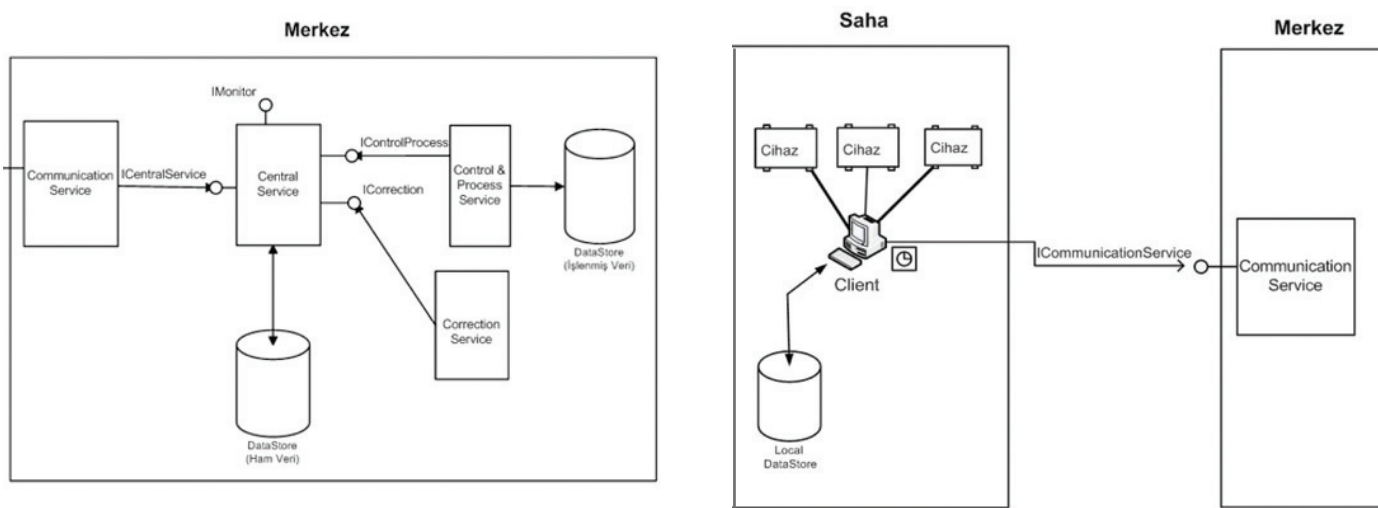 Merkez
IMonitor
Communication
Service
ICentralService
Central
Service
IControlProcess
ICorrection
Control &
Process
Service
DataStore
(İşlenmiş Veri)
Correction
Service
DataStore
(Ham Veri)
Saha
Cihaz
Cihaz
Cihaz
Client
Local
DataStore
ICommunicationService
Merkez
Communication
Service